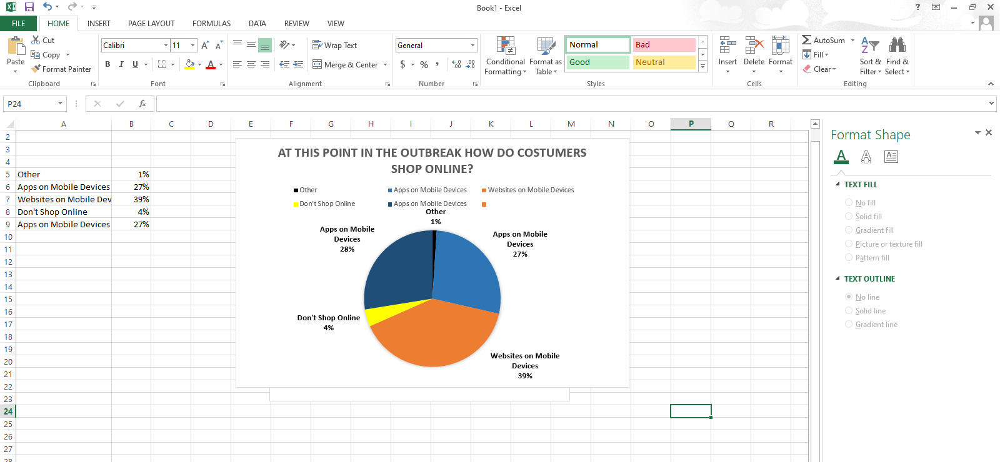 Book1 - Excel
?
FILE HOME INSERT PAGE LAYOUT FORMULAS DATA REVIEW VIEW
Paste
Cut
Copy
Format Painter
Clipboard
Calibri 11
A A
B I U A
Font
Wrap Text
Merge & Center
Alignment
General
$ % ,
Number
Conditional Formatting
Format as Table
Normal Bad
Good Neutral
Styles
Insert Delete Format
Cells
AutoSum
Fill
Clear
Sort & Filter
Find & Select
Editing
P24
fx
A B C D E F G H I J K L M N O P Q R
2
3
4
5 Other 1%
6 Apps on Mobile Devices 27%
7 Websites on Mobile Dev 39%
8 Don't Shop Online 4%
9 Apps on Mobile Devices 27%
10
11
12
13
14
15
16
17
18
19
20
21
22
23
24
25
26
27
28
AT THIS POINT IN THE OUTBREAK HOW DO COSTUMERS
SHOP ONLINE?
Other Apps on Mobile Devices Websites on Mobile Devices
Don't Shop Online Apps on Mobile Devices
Other
1%
Apps on Mobile
Devices
28%
Apps on Mobile
Devices
27%
Don't Shop Online
4%
Websites on Mobile
Devices
39%
Format Shape
TEXT FILL
No fill
Solid fill
Gradient fill
Picture or texture fill
Pattern fill
TEXT OUTLINE
No line
Solid line
Gradient line